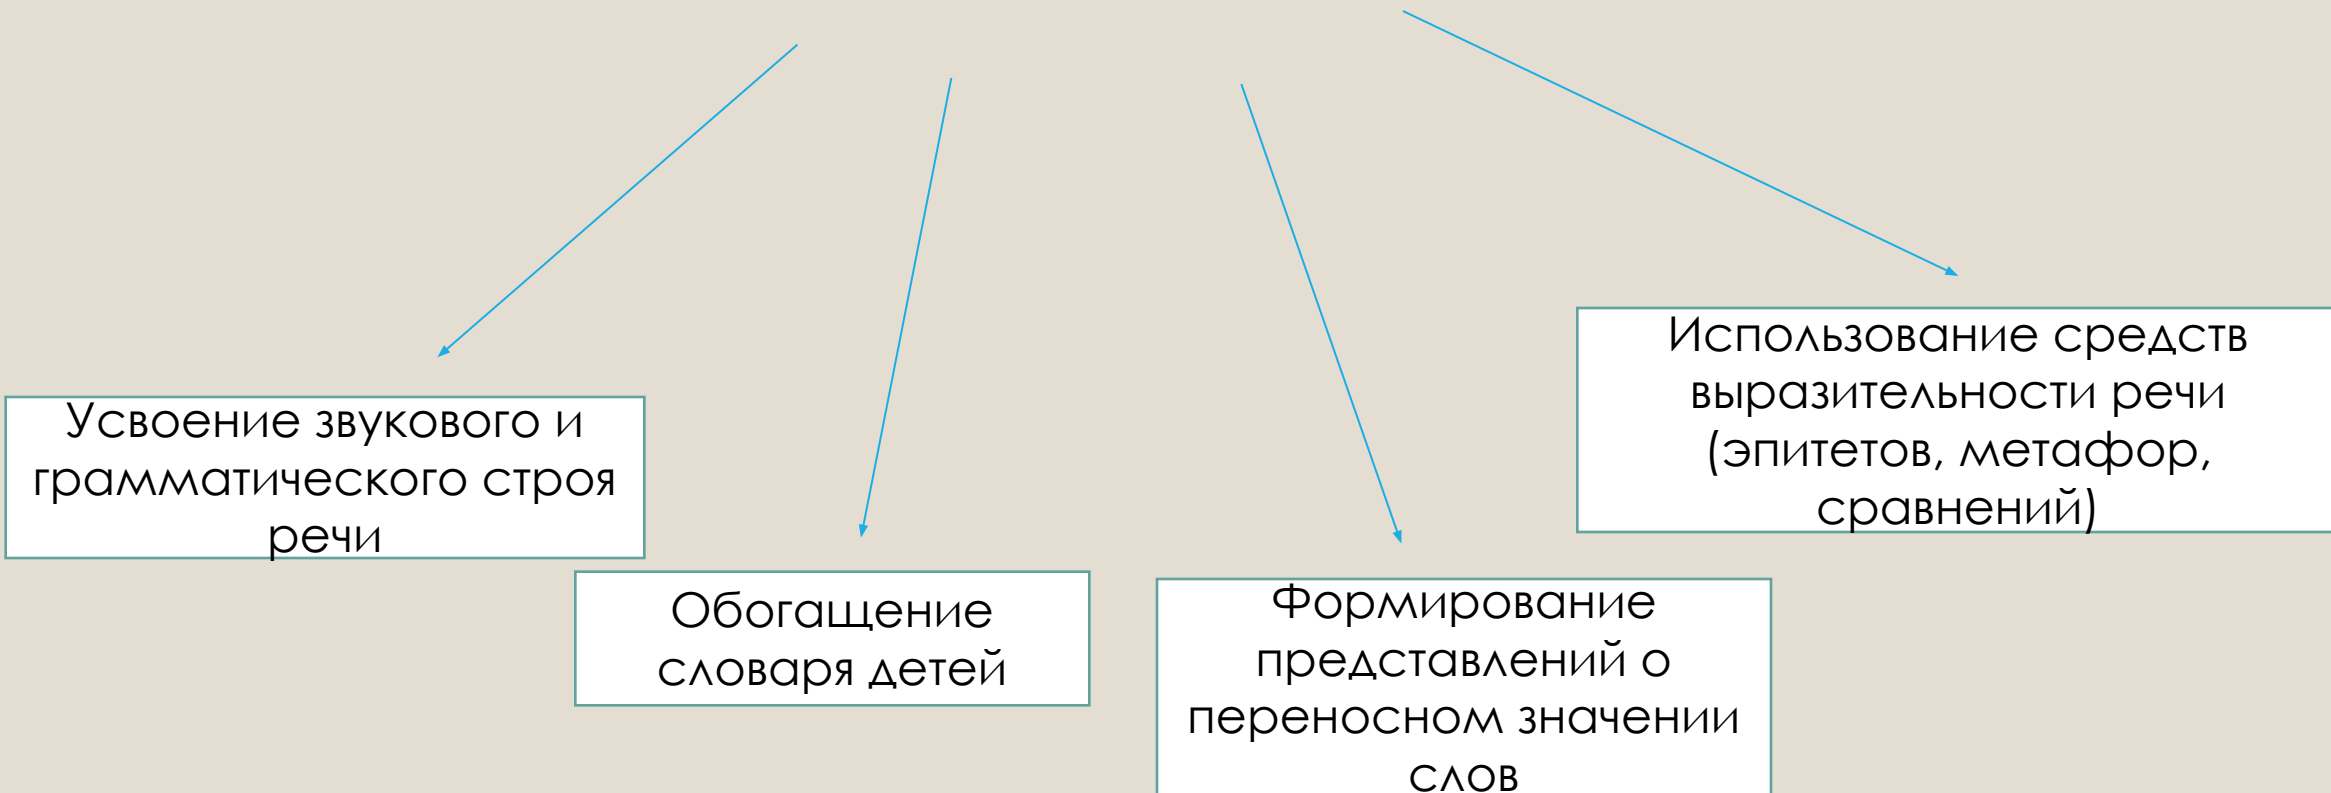 Усвоение звукового и
грамматического строя
речи
Обогащение
словаря детей
Формирование
представлений о
переносном значении
слов
Использование средств
выразительности речи
(эпитетов, метафор,
сравнений)